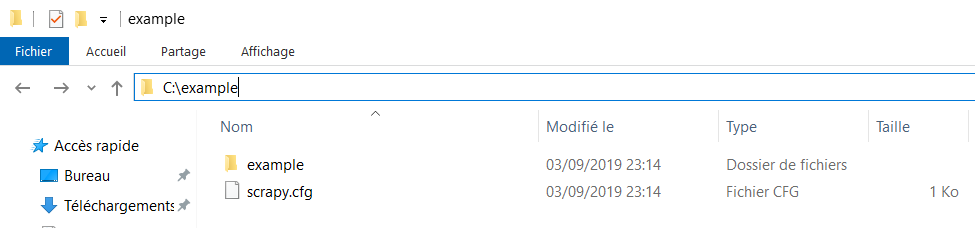 example
Fichier Accueil Partage Affichage
C:\example
Nom Modifié le Type Taille
Accès rapide
Bureau
Téléchargements
example 03/09/2019 23:14 Dossier de fichiers
scrapy.cfg 03/09/2019 23:14 Fichier CFG 1 Ko